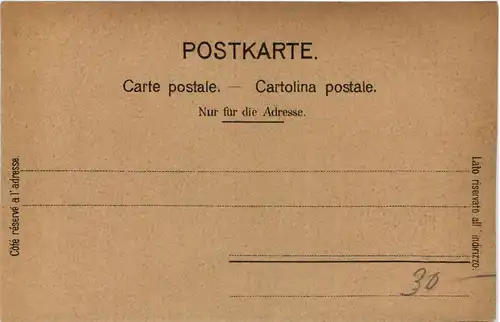 POSTKARTE.
Carte postale. — Cartolina postale.
Nur für die Adresse.
Côté réservé à l'adresse.
Lato riservato all' indirizzo.
30 –